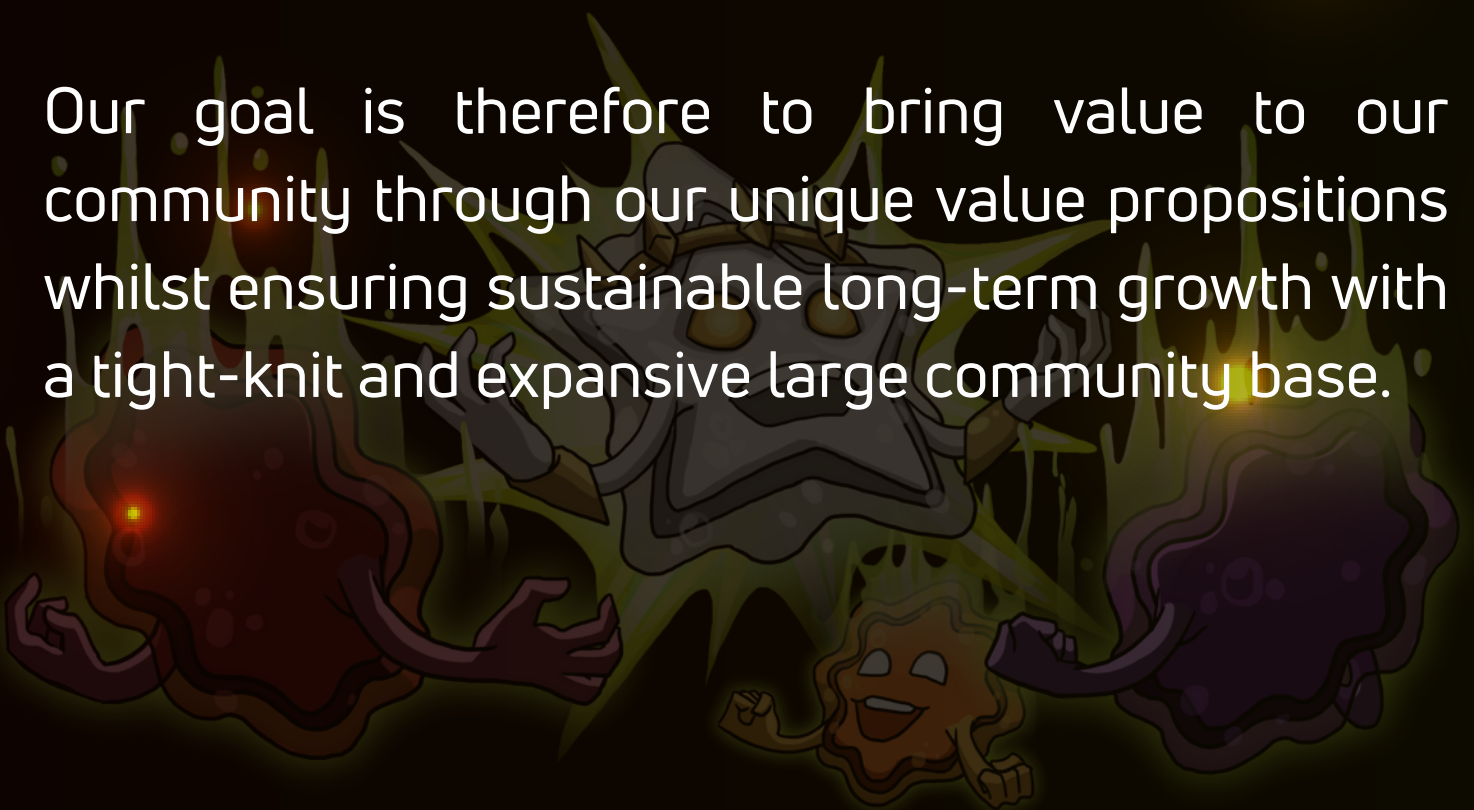 Our goal is therefore to bring value to our
community through our unique value propositions
whilst ensuring sustainable long-term growth with
a tight-knit and expansive large community base.